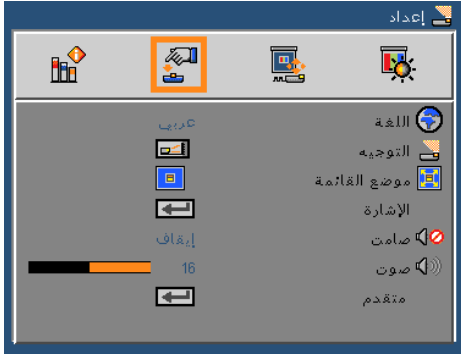 إعداد
اللغة عربي
التوجيه
موضع القائمة
الإشارة
صامت إيقاف
صوت 16
متقدم